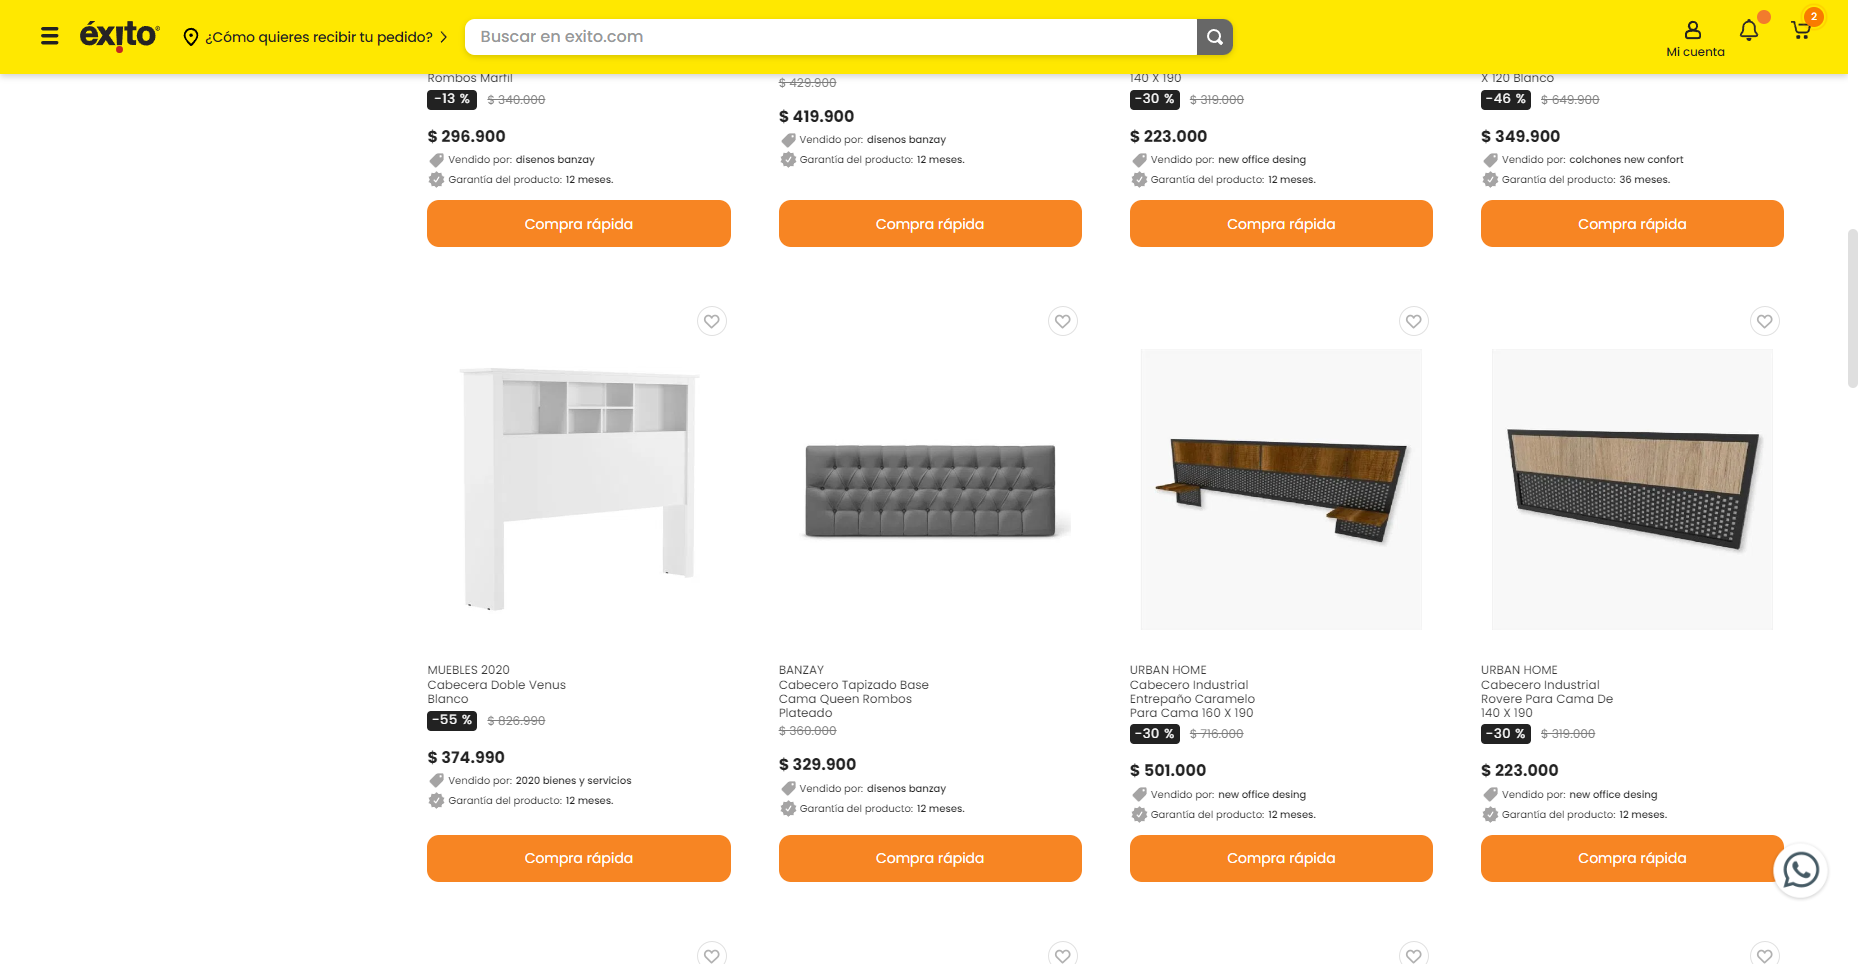 éxito
¿Cómo quieres recibir tu pedido?
Buscar en exito.com
Mi cuenta
2
Rombos Marfil
-13 % $ 340.000
$ 296.900
Vendido por: disenos banzay
Garantía del producto: 12 meses.
Compra rápida
$ 429.900
$ 419.900
Vendido por: disenos banzay
Garantía del producto: 12 meses.
Compra rápida
140 X 190
-30 % $ 319.000
$ 223.000
Vendido por: new office desing
Garantía del producto: 12 meses.
Compra rápida
X 120 Blanco
-46 % $ 649.900
$ 349.900
Vendido por: colchones new confort
Garantía del producto: 36 meses.
Compra rápida
MUEBLES 2020
Cabecera Doble Venus
Blanco
-55 % $ 826.990
$ 374.990
Vendido por: 2020 bienes y servicios
Garantía del producto: 12 meses.
Compra rápida
BANZAY
Cabecero Tapizado Base
Cama Queen Rombos
Plateado
$ 360.000
$ 329.900
Vendido por: disenos banzay
Garantía del producto: 12 meses.
Compra rápida
URBAN HOME
Cabecero Industrial
Entrepaño Caramelo
Para Cama 160 X 190
-30 % $ 716.000
$ 501.000
Vendido por: new office desing
Garantía del producto: 12 meses.
Compra rápida
URBAN HOME
Cabecero Industrial
Rovere Para Cama De
140 X 190
-30 % $ 319.000
$ 223.000
Vendido por: new office desing
Garantía del producto: 12 meses.
Compra rápida